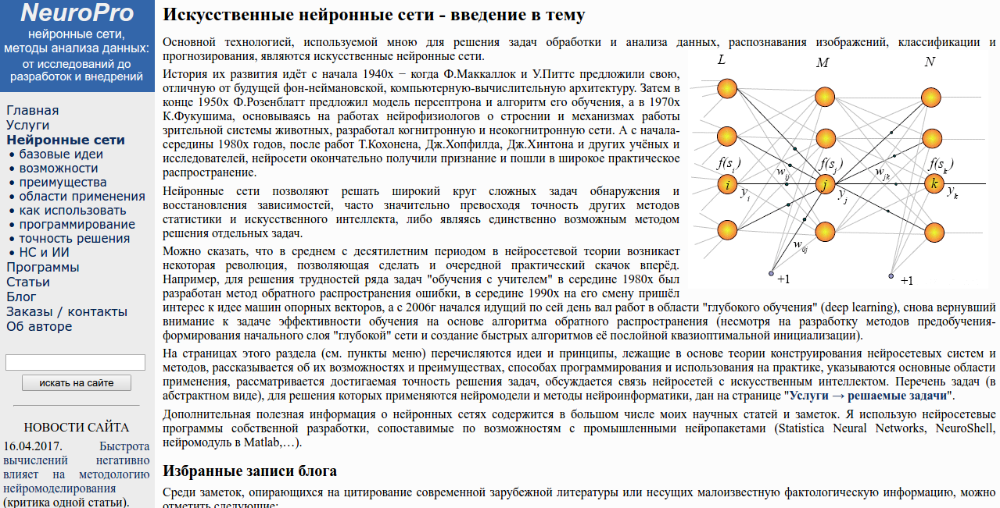 NeuroPro
нейронные сети,
методы анализа данных:
от исследований до
разработок и внедрений
Главная
Услуги
Нейронные сети
• базовые идеи
• возможности
• преимущества
• области применения
• как использовать
• программирование
• точность решения
• НС и ИИ
Программы
Статьи
Блог
Заказы / контакты
Об авторе
искать на сайте
НОВОСТИ САЙТА
16.04.2017. Быстрота
вычислений негативно
влияет на методологию
нейромоделирования
(критика одной статьи).
Искусственные нейронные сети - введение в тему
Основной технологией, используемой мною для решения задач обработки и анализа данных, распознавания изображений, классификации и
прогнозирования, являются искусственные нейронные сети.
История их развития идёт с начала 1940х − когда Ф.Маккаллок и У.Питтс предложили свою,
отличную от будущей фон-неймановской, компьютерную-вычислительную архитектуру. Затем в
конце 1950х Ф.Розенблатт предложил модель персептрона и алгоритм его обучения, а в 1970х
К.Фукушима, основываясь на работах нейрофизиологов о строении и механизмах работы
зрительной системы животных, разработал когнитронную и неокогнитронную сети. А с начала-
середины 1980х годов, после работ Т.Кохонена, Дж.Хопфилда, Дж.Хинтона и других учёных и
исследователей, нейросети окончательно получили признание и пошли в широкое практическое
распространение.
Нейронные сети позволяют решать широкий круг сложных задач обнаружения и
восстановления зависимостей, часто значительно превосходя точность других методов
статистики и искусственного интеллекта, либо являясь единственно возможным методом
решения отдельных задач.
Можно сказать, что в среднем с десятилетним периодом в нейросетевой теории возникает
некоторая революция, позволяющая сделать и очередной практический скачок вперёд.
Например, для решения трудностей ряда задач "обучения с учителем" в середине 1980х был
разработан метод обратного распространения ошибки, в середине 1990х на его смену пришёл
интерес к идее машин опорных векторов, а с 2006г начался идущий по сей день вал работ в области "глубокого обучения" (deep learning), снова вернувший
внимание к задаче эффективности обучения на основе алгоритма обратного распространения (несмотря на разработку методов предобучения-
формирования начального слоя "глубокой" сети и создание быстрых алгоритмов её послойной квазиоптимальной инициализации).
На страницах этого раздела (см. пункты меню) перечисляются идеи и принципы, лежащие в основе теории конструирования нейросетевых систем и
методов, рассказывается об их возможностях и преимуществах, способах программирования и использования на практике, указываются основные области
применения, рассматривается достигаемая точность решения задач, обсуждается связь нейросетей с искусственным интеллектом. Перечень задач (в
абстрактном виде), для решения которых применяются нейромодели и методы нейроинформатики, дан на странице "Услуги → решаемые задачи".
Дополнительная полезная информация о нейронных сетях содержится в большом числе моих научных статей и заметок. Я использую нейросетевые
программы собственной разработки, сопоставимые по возможностям с промышленными нейропакетами (Statistica Neural Networks, NeuroShell,
нейромодуль в Matlab,…).
Избранные записи блога
Среди заметок, опирающихся на цитирование современной зарубежной литературы или несущих малоизвестную фактологическую информацию, можно
отметить следующие:
L M N
f(s_i) f(s_j) f(s_k)
w_ij w_jk
i j k
y_i y_j y_k
w_0j
+1 +1